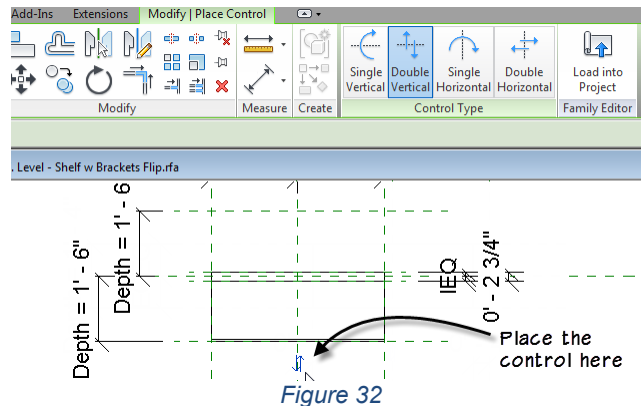 Add-Ins Extensions Modify | Place Control
Single Vertical Double Vertical Single Horizontal Double Horizontal Load into Project
Modify Measure Create Control Type Family Editor
. Level - Shelf w Brackets Flip.rfa
Depth = 1' - 6"
Depth = 1' - 6
EQ
0' - 2 3/4"
Place the
control here
Figure 32